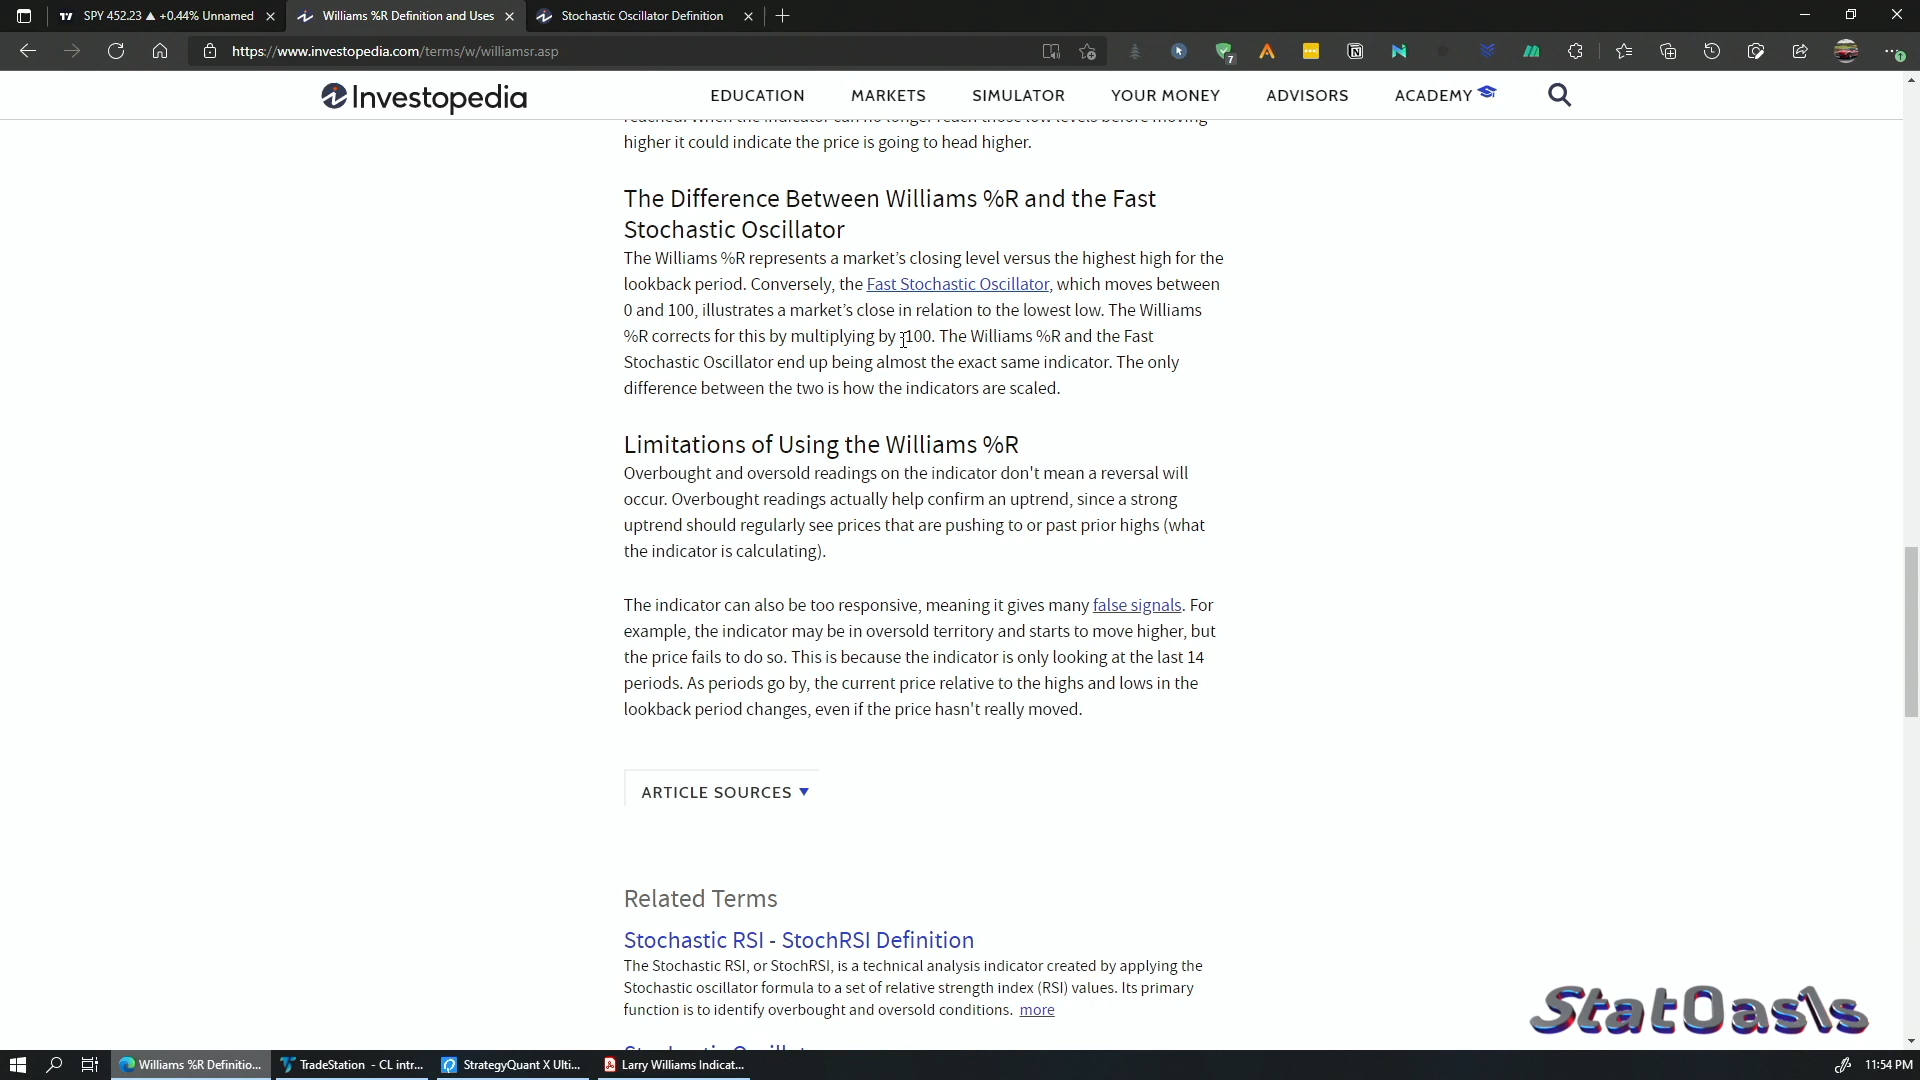 SPY 452.23 ▲ +0.44% Unnamed
Williams %R Definition and Uses
Stochastic Oscillator Definition
https://www.investopedia.com/terms/w/williamsr.asp
7
Investopedia
EDUCATION
MARKETS
SIMULATOR
YOUR MONEY
ADVISORS
ACADEMY
reached. When the indicator can no longer reach those low levels before moving
higher it could indicate the price is going to head higher.
The Difference Between Williams %R and the Fast
Stochastic Oscillator
The Williams %R represents a market’s closing level versus the highest high for the
lookback period. Conversely, the Fast Stochastic Oscillator, which moves between
0 and 100, illustrates a market’s close in relation to the lowest low. The Williams
%R corrects for this by multiplying by -100. The Williams %R and the Fast
Stochastic Oscillator end up being almost the exact same indicator. The only
difference between the two is how the indicators are scaled.
Limitations of Using the Williams %R
Overbought and oversold readings on the indicator don't mean a reversal will
occur. Overbought readings actually help confirm an uptrend, since a strong
uptrend should regularly see prices that are pushing to or past prior highs (what
the indicator is calculating).
The indicator can also be too responsive, meaning it gives many false signals. For
example, the indicator may be in oversold territory and starts to move higher, but
the price fails to do so. This is because the indicator is only looking at the last 14
periods. As periods go by, the current price relative to the highs and lows in the
lookback period changes, even if the price hasn't really moved.
ARTICLE SOURCES ▼
Related Terms
Stochastic RSI - StochRSI Definition
The Stochastic RSI, or StochRSI, is a technical analysis indicator created by applying the
Stochastic oscillator formula to a set of relative strength index (RSI) values. Its primary
function is to identify overbought and oversold conditions. more
StatOasis
Williams %R Definitio...
TradeStation - CL intr...
StrategyQuant X Ulti...
Larry Williams Indicat...
11:54 PM